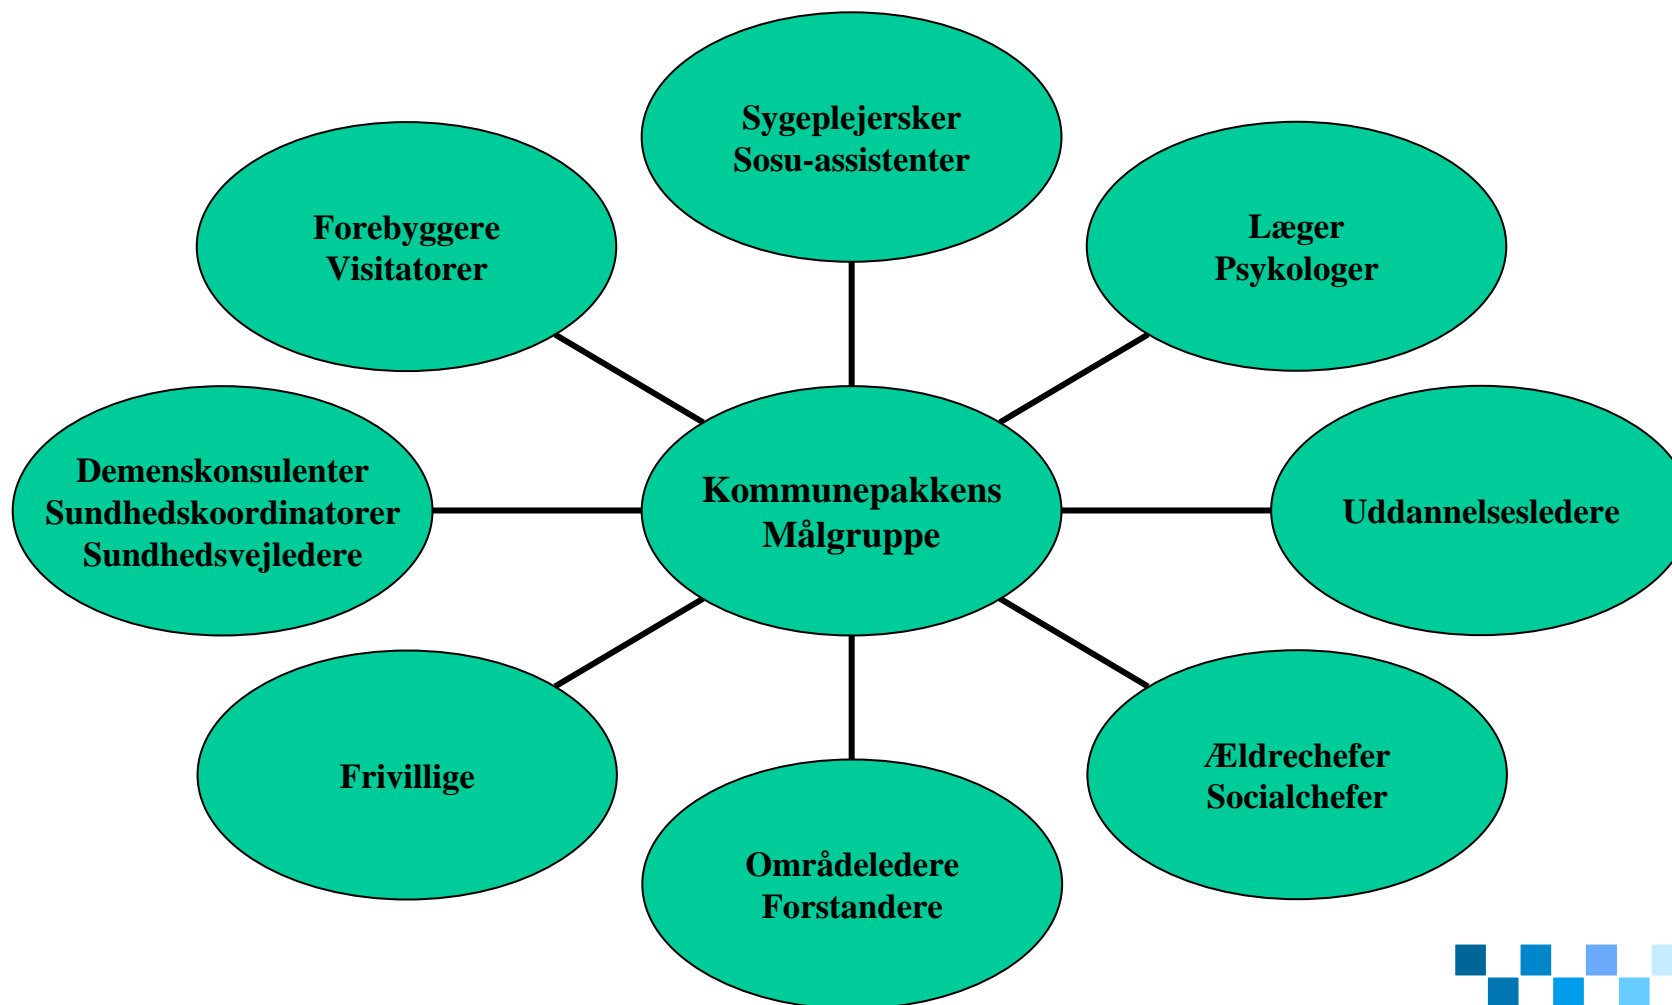 Sygeplejersker
Sosu-assistenter
Forebyggere
Visitatorer
Læger
Psykologer
Demenskonsulenter
Sundhedskoordinatorer
Sundhedsvejledere
Kommunepakkens
Målgruppe
Uddannelsesledere
Frivillige
Ældrechefer
Socialchefer
Områdeledere
Forstandere